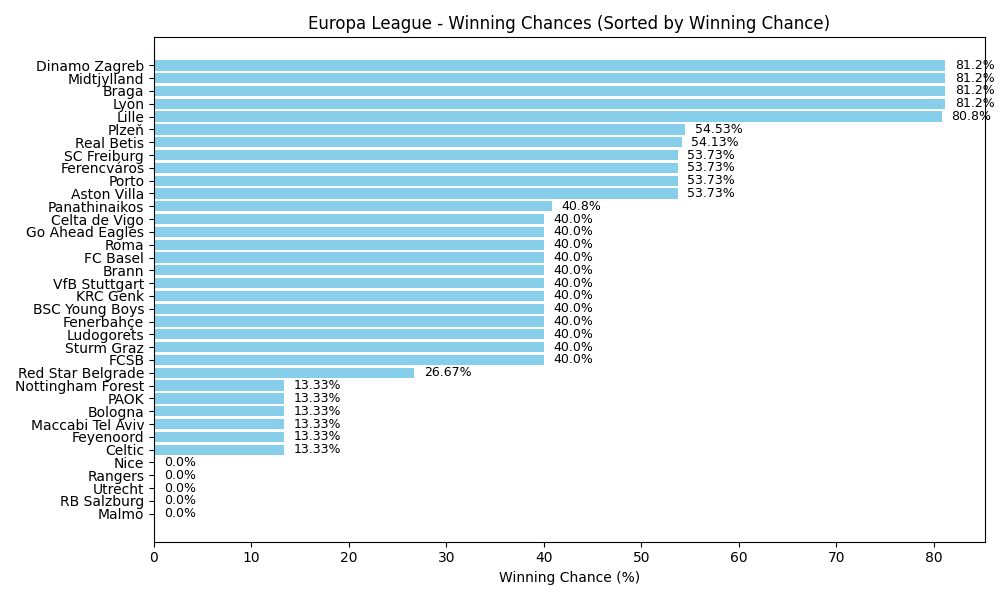 Europa League - Winning Chances (Sorted by Winning Chance)
Dinamo Zagreb 81.2%
Midtjylland 81.2%
Braga 81.2%
Lyon 81.2%
Lille 80.8%
Plzeň 54.53%
Real Betis 54.13%
SC Freiburg 53.73%
Ferencváros 53.73%
Porto 53.73%
Aston Villa 53.73%
Panathinaikos 40.8%
Celta de Vigo 40.0%
Go Ahead Eagles 40.0%
Roma 40.0%
FC Basel 40.0%
Brann 40.0%
VfB Stuttgart 40.0%
KRC Genk 40.0%
BSC Young Boys 40.0%
Fenerbahçe 40.0%
Ludogorets 40.0%
Sturm Graz 40.0%
FCSB 40.0%
Red Star Belgrade 26.67%
Nottingham Forest 13.33%
PAOK 13.33%
Bologna 13.33%
Maccabi Tel Aviv 13.33%
Feyenoord 13.33%
Celtic 13.33%
Nice 0.0%
Rangers 0.0%
Utrecht 0.0%
RB Salzburg 0.0%
Malmö 0.0%
0 10 20 30 40 50 60 70 80
Winning Chance (%)